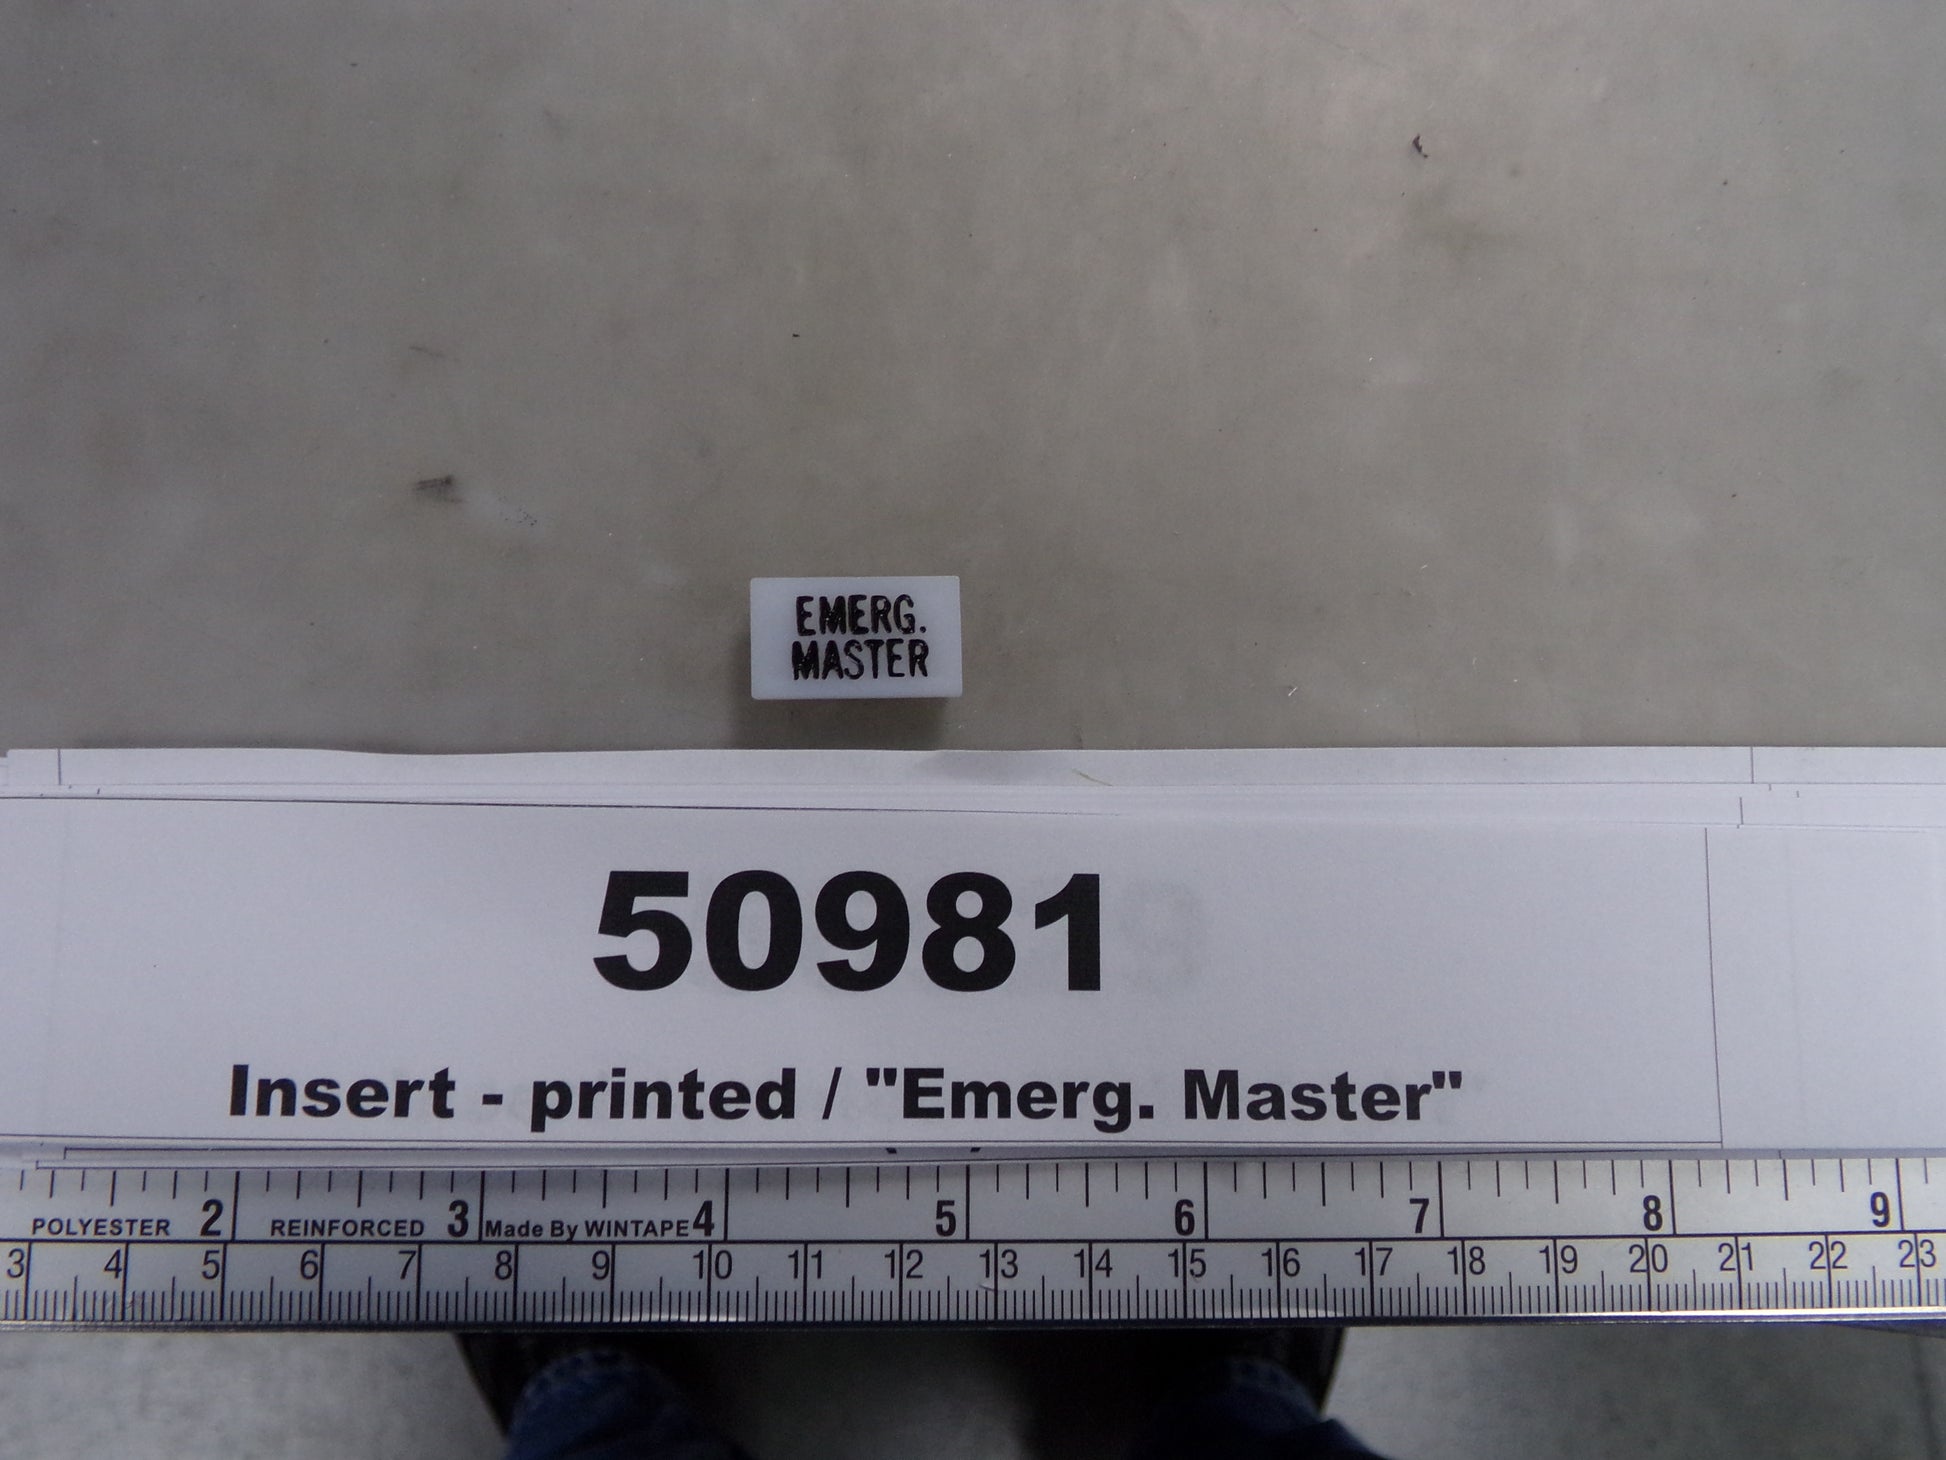 EMERG.
MASTER
50981
Insert - printed / "Emerg. Master"
POLYESTER 2 REINFORCED 3 Made By WINTAPE 4 5 6 7 8 9
3 4 5 6 7 8 9 10 11 12 13 14 15 16 17 18 19 20 21 22 23